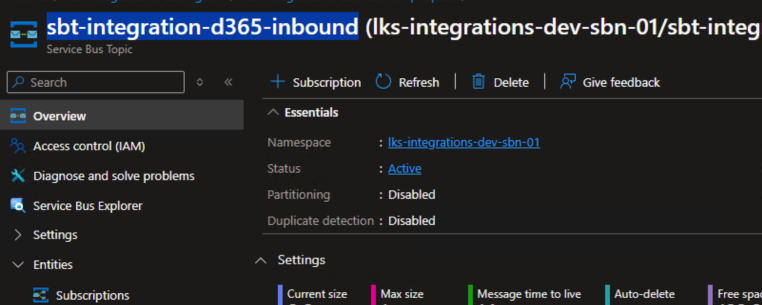 sbt-integration-d365-inbound (lks-integrations-dev-sbn-01/sbt-integ
Service Bus Topic
Search
Subscription Refresh Delete Give feedback
Overview
Access control (IAM)
Diagnose and solve problems
Service Bus Explorer
Settings
Entities
Subscriptions
Essentials
Namespace : lks-integrations-dev-sbn-01
Status : Active
Partitioning : Disabled
Duplicate detection : Disabled
Settings
Current size Max size Message time to live Auto-delete Free spac